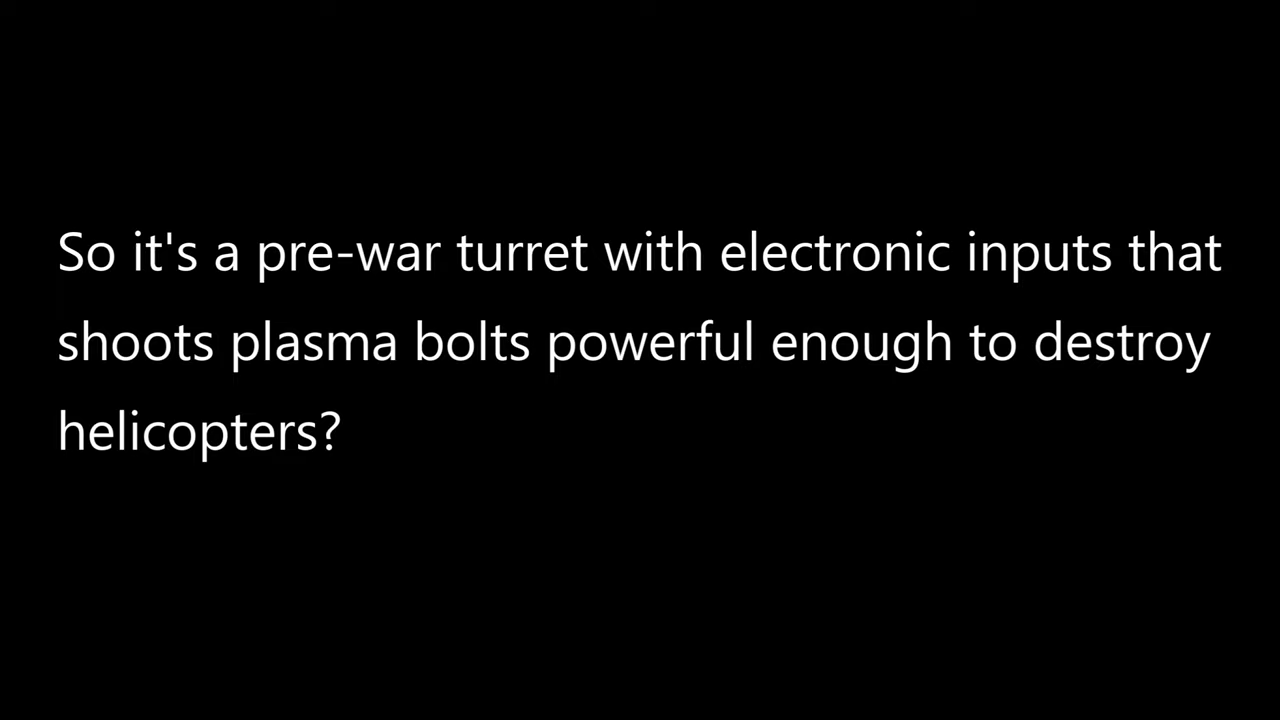 So it's a pre-war turret with electronic inputs that
shoots plasma bolts powerful enough to destroy
helicopters?